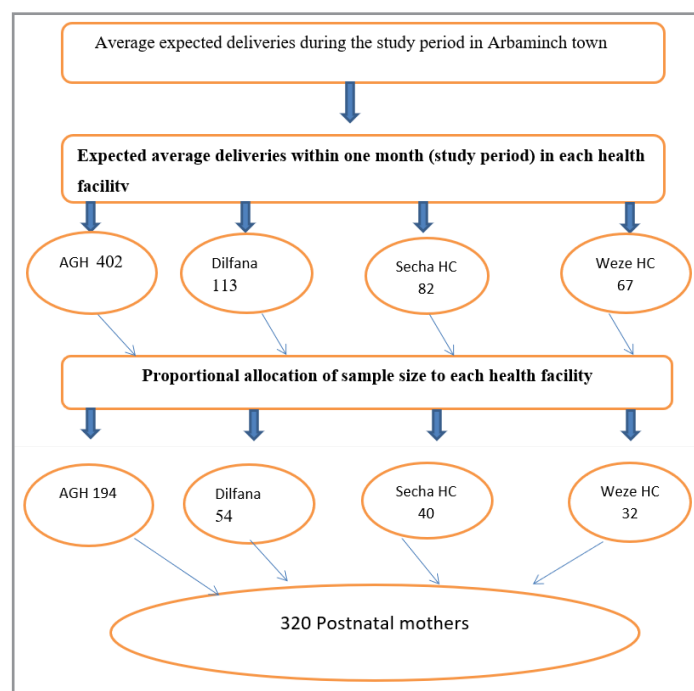 Average expected deliveries during the study period in Arbaminch town
Expected average deliveries within one month (study period) in each health
facility
AGH 402
Dilfana
113
Secha HC
82
Weze HC
67
Proportional allocation of sample size to each health facility
AGH 194
Dilfana
54
Secha HC
40
Weze HC
32
320 Postnatal mothers